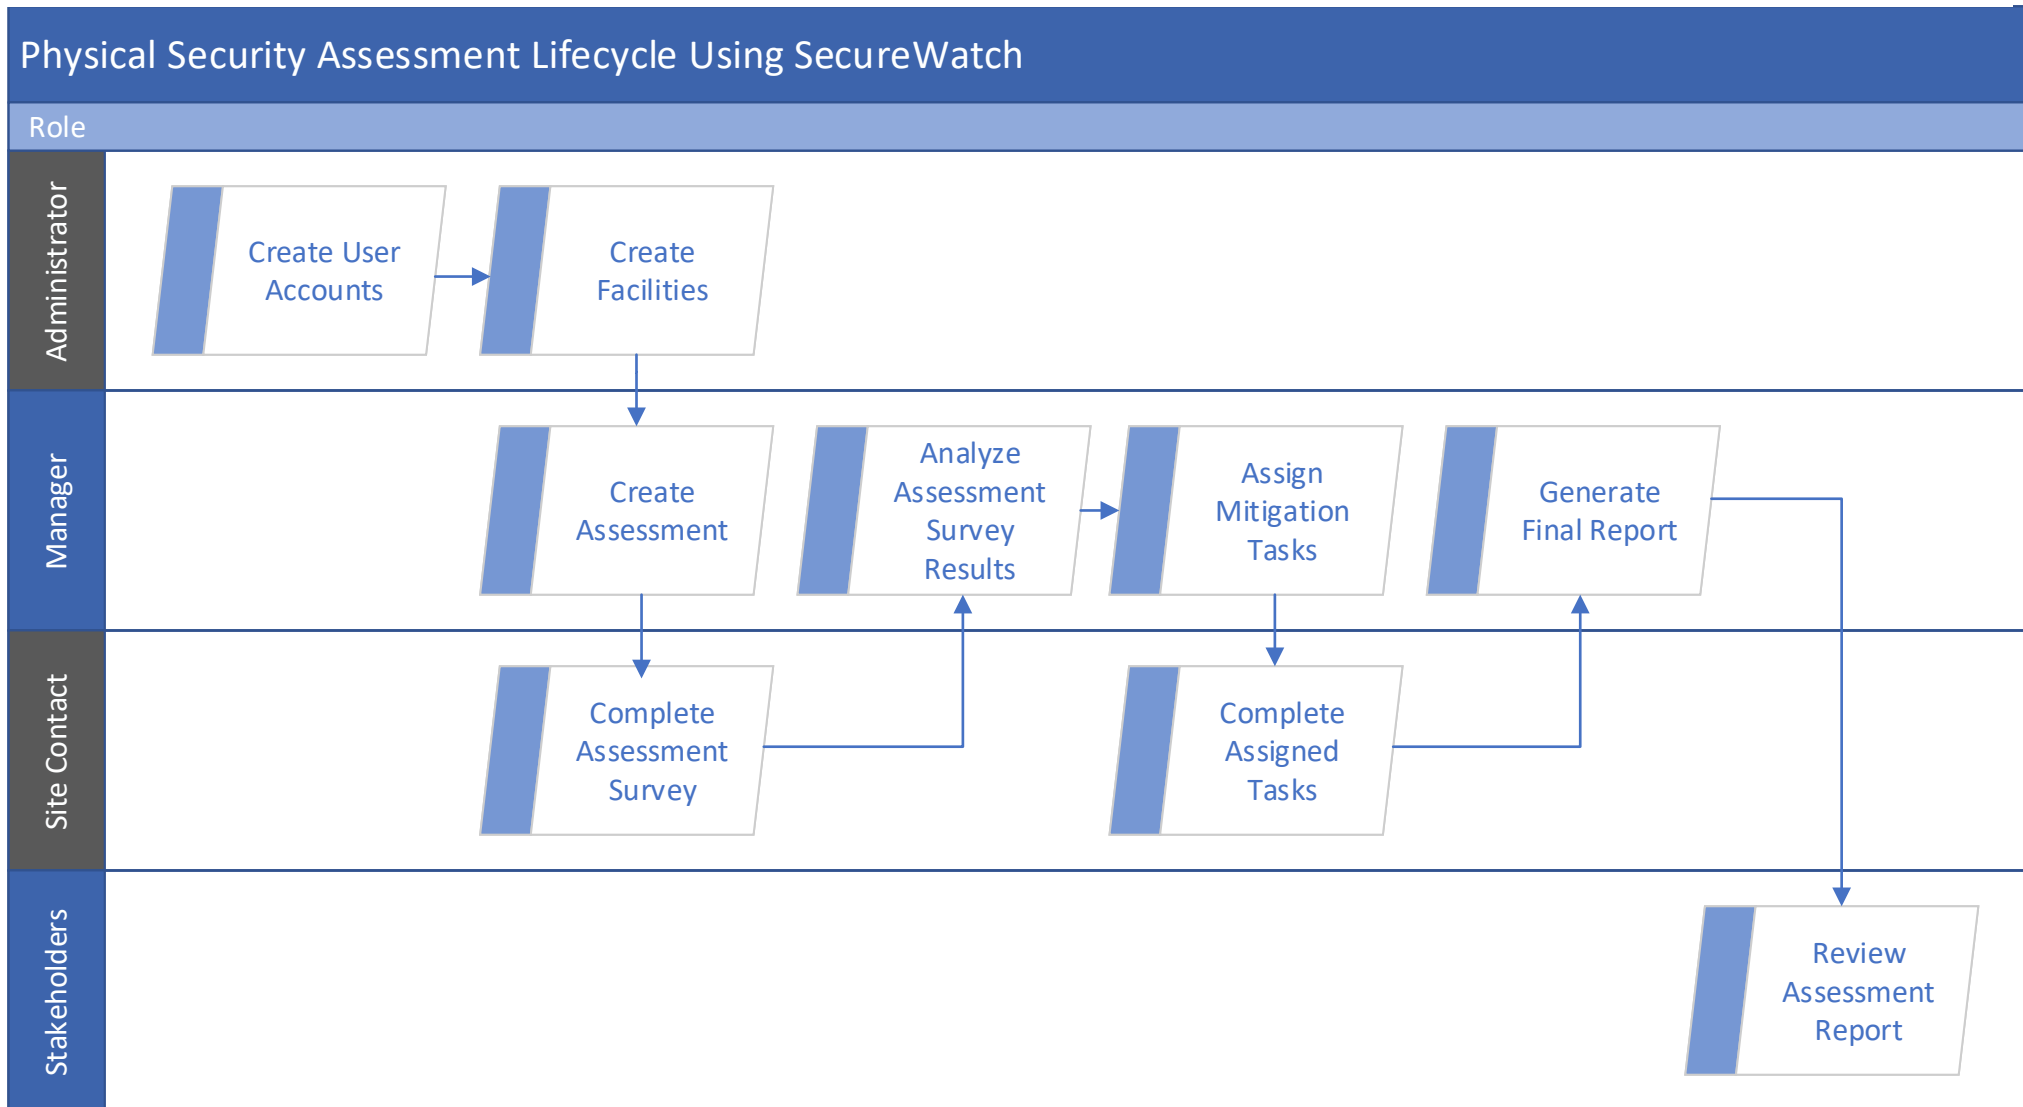 Physical Security Assessment Lifecycle Using SecureWatch
Role
Administrator
Create User
Accounts
Create
Facilities
Manager
Create
Assessment
Analyze
Assessment
Survey
Results
Assign
Mitigation
Tasks
Generate
Final Report
Site Contact
Complete
Assessment
Survey
Complete
Assigned
Tasks
Stakeholders
Review
Assessment
Report